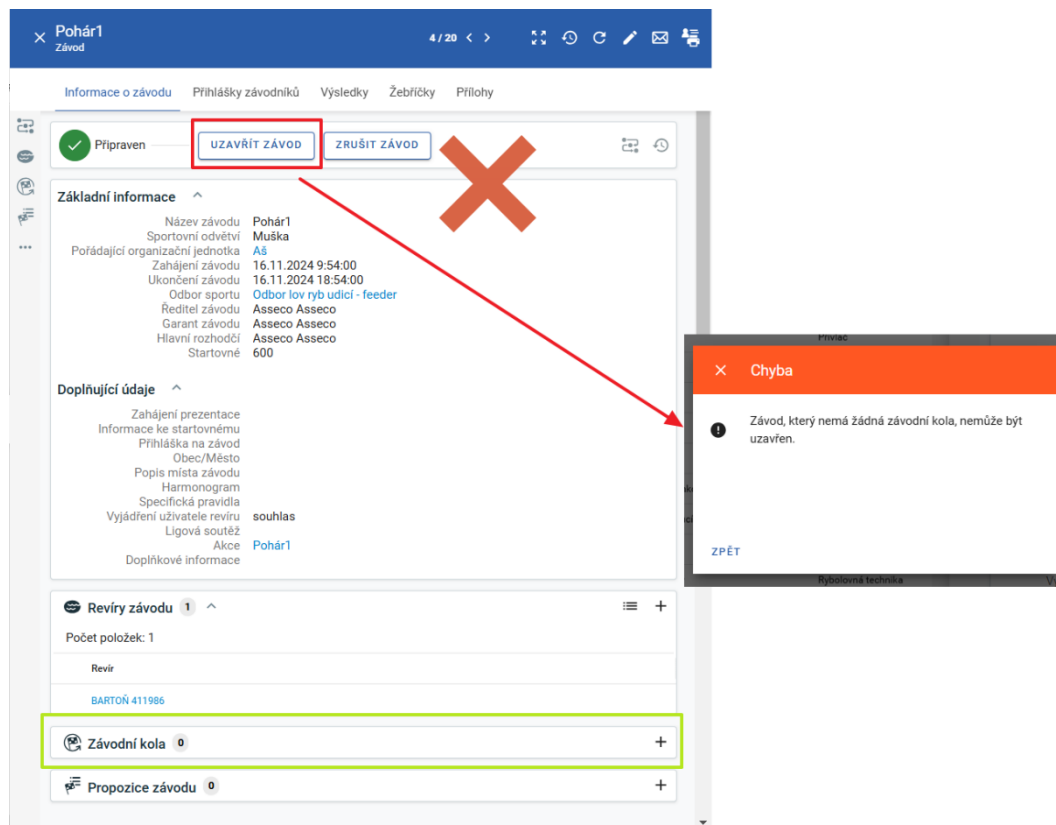 Pohár1
Závod
4 / 20
Informace o závodu Přihlášky závodníků Výsledky Žebříčky Přílohy
Připraven UZAVŘÍT ZÁVOD ZRUŠIT ZÁVOD
Základní informace
Název závodu Pohár1
Sportovní odvětví Muška
Pořádající organizační jednotka Aš
Zahájení závodu 16.11.2024 9:54:00
Ukončení závodu 16.11.2024 18:54:00
Odbor sportu Odbor lov ryb udicí - feeder
Ředitel závodu Asseco Asseco
Garant závodu Asseco Asseco
Hlavní rozhodčí Asseco Asseco
Startovné 600
Doplňující údaje
Zahájení prezentace
Informace ke startovnému
Přihláška na závod
Obec/Město
Popis místa závodu
Harmonogram
Specifická pravidla
Vyjádření uživatele revíru souhlas
Ligová soutěž
Akce Pohár1
Doplňkové informace
Revíry závodu 1
Počet položek: 1
Revír
BARTOŇ 411986
Závodní kola 0
Propozice závodu 0
Přívlač
Chyba
Závod, který nemá žádná závodní kola, nemůže být
uzavřen.
ZPĚT
Rybolovná technika